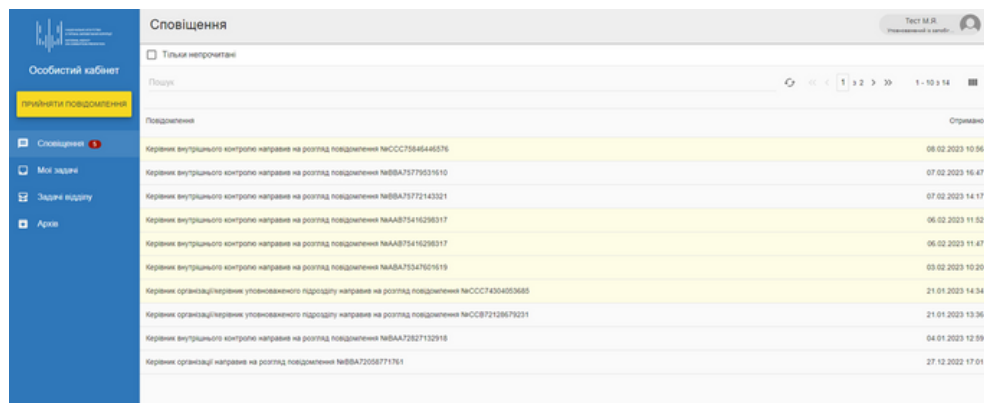 Сповіщення
Тест М.Я.
Уповноважений із запобіг...
Тільки непрочитані
Особистий кабінет
Пошук
1 з 2
1 - 10 з 14
ПРИЙНЯТИ ПОВІДОМЛЕННЯ
Повідомлення Отримано
Сповіщення 5
Мої задачі
Задачі відділу
Архів
Керівник внутрішнього контролю направив на розгляд повідомлення №CCC75846446576 08.02.2023 10:56
Керівник внутрішнього контролю направив на розгляд повідомлення №BBA75779531610 07.02.2023 16:47
Керівник внутрішнього контролю направив на розгляд повідомлення №BBA75772143321 07.02.2023 14:17
Керівник внутрішнього контролю направив на розгляд повідомлення №AAB75416298317 06.02.2023 11:52
Керівник внутрішнього контролю направив на розгляд повідомлення №AAB75416298317 06.02.2023 11:47
Керівник внутрішнього контролю направив на розгляд повідомлення №ABA75347601619 03.02.2023 10:20
Керівник організації/керівник уповноваженого підрозділу направив на розгляд повідомлення №CCC74304053685 21.01.2023 14:34
Керівник організації/керівник уповноваженого підрозділу направив на розгляд повідомлення №CCB72128679231 21.01.2023 13:36
Керівник внутрішнього контролю направив на розгляд повідомлення №BAA72827132918 04.01.2023 12:59
Керівник організації направив на розгляд повідомлення №BBA72058771761 27.12.2022 17:01